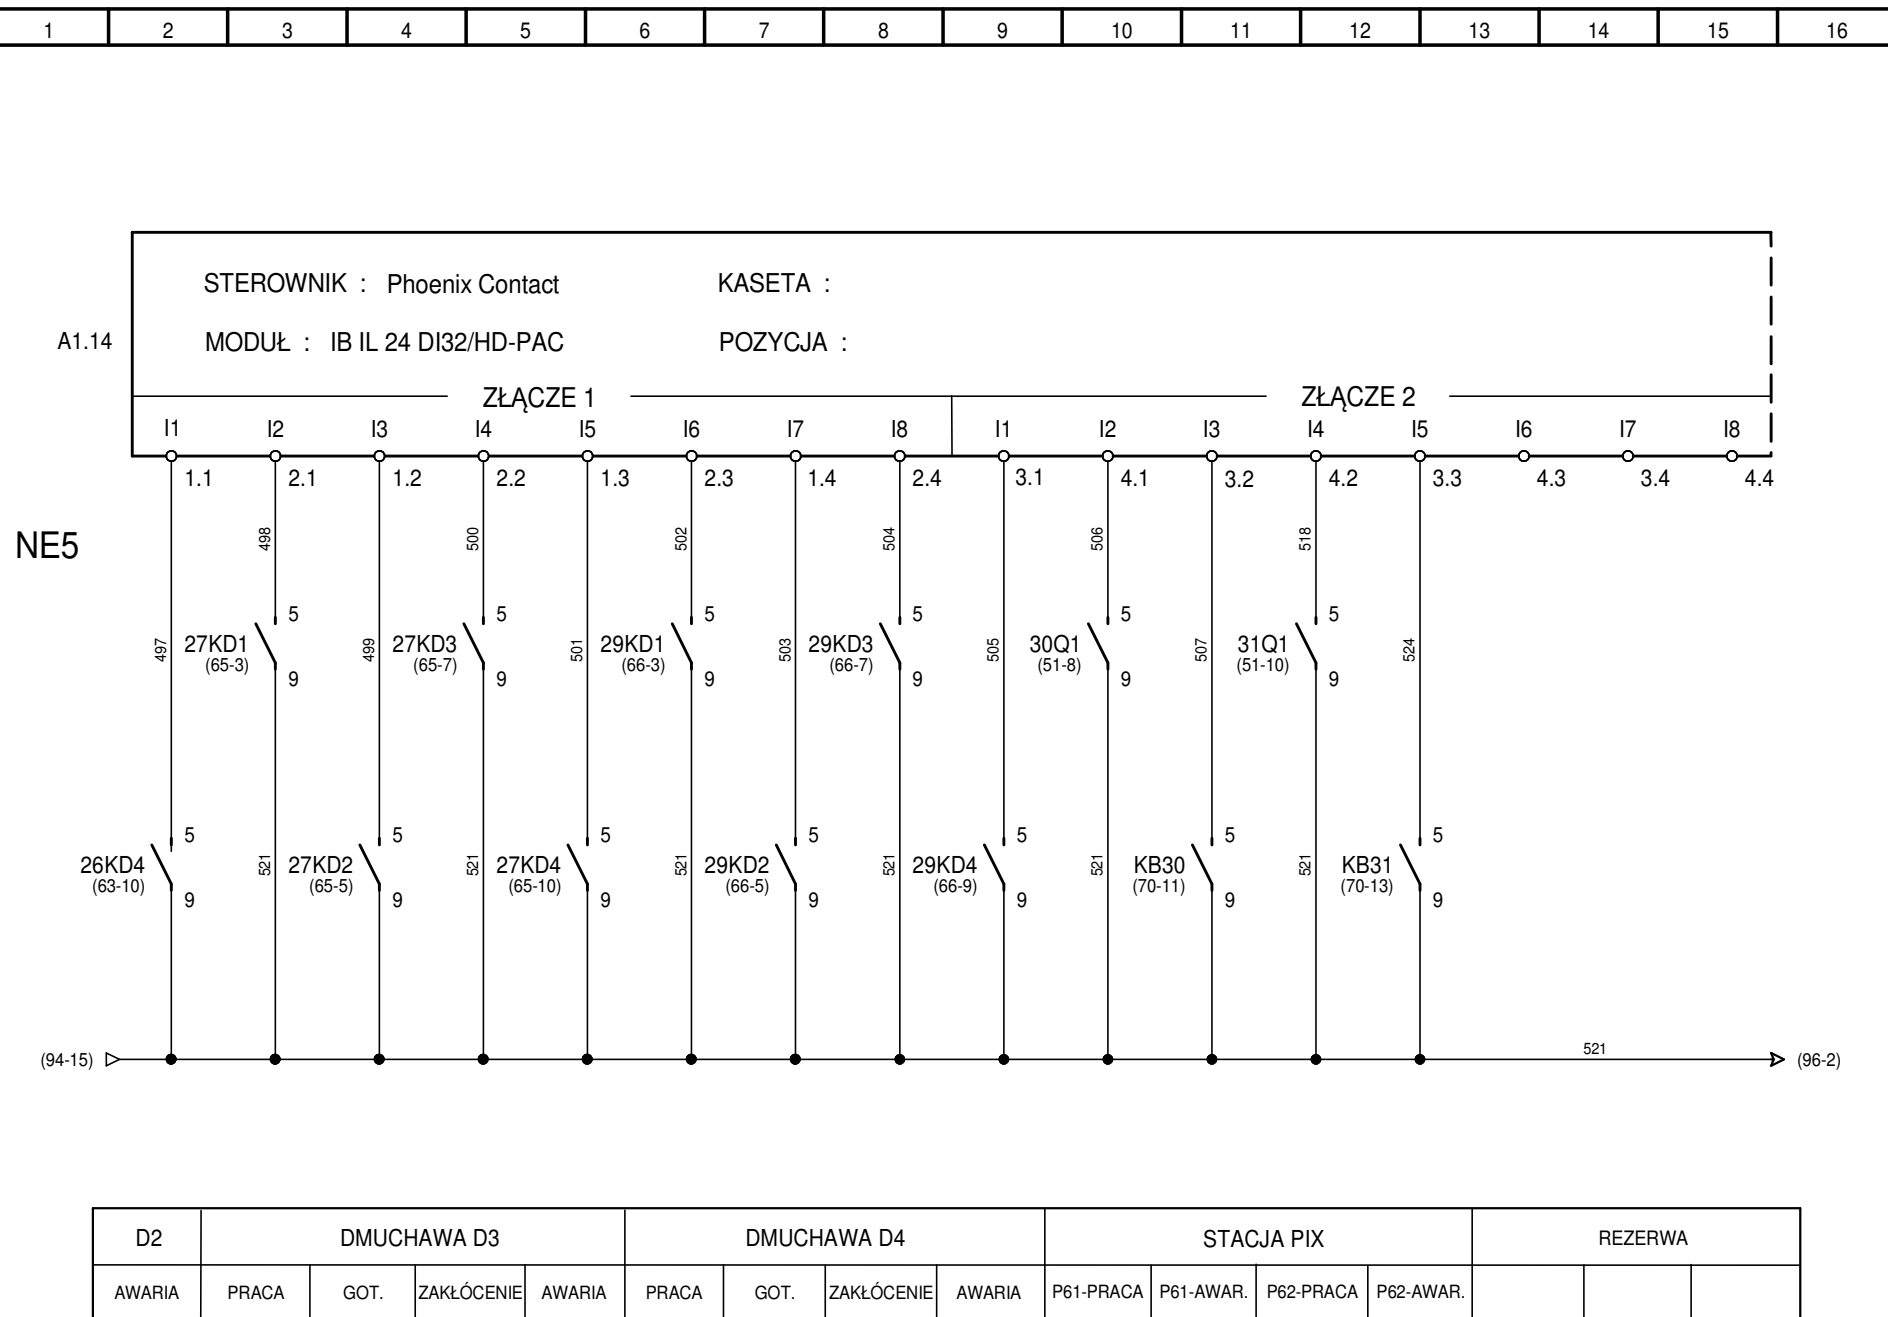 1 2 3 4 5 6 7 8 9 10 11 12 13 14 15 16
STEROWNIK : Phoenix Contact KASETA :
A1.14 MODUŁ : IB IL 24 DI32/HD-PAC POZYCJA :
ZŁĄCZE 1 ZŁĄCZE 2
I1 I2 I3 I4 I5 I6 I7 I8 I1 I2 I3 I4 I5 I6 I7 I8
1.1 2.1 1.2 2.2 1.3 2.3 1.4 2.4 3.1 4.1 3.2 4.2 3.3 4.3 3.4 4.4
NE5 498 500 502 504 506 518
5 5 5 5 5 5
497 27KD1 499 27KD3 501 29KD1 503 29KD3 505 30Q1 507 31Q1 524
(65-3) (65-7) (66-3) (66-7) (51-8) (51-10)
9 9 9 9 9 9
5 5 5 5 5 5 5
26KD4 521 27KD2 521 27KD4 521 29KD2 521 29KD4 521 KB30 521 KB31
(63-10) (65-5) (65-10) (66-5) (66-9) (70-11) (70-13)
9 9 9 9 9 9 9
(94-15) 521 (96-2)
D2 DMUCHAWA D3 DMUCHAWA D4 STACJA PIX REZERWA
AWARIA PRACA GOT. ZAKŁÓCENIE AWARIA PRACA GOT. ZAKŁÓCENIE AWARIA P61-PRACA P61-AWAR. P62-PRACA P62-AWAR.